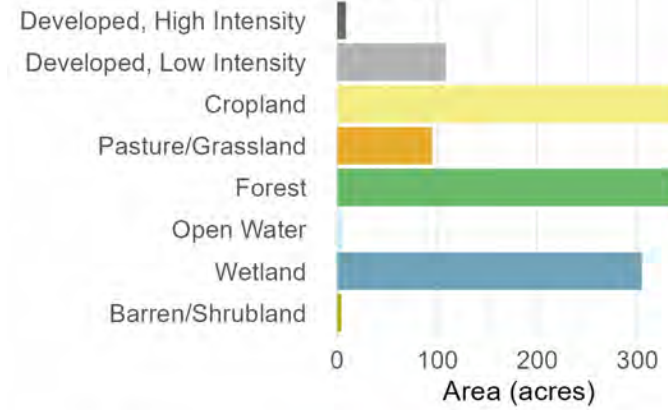 Developed, High Intensity
Developed, Low Intensity
Cropland
Pasture/Grassland
Forest
Open Water
Wetland
Barren/Shrubland
0 100 200 300
Area (acres)